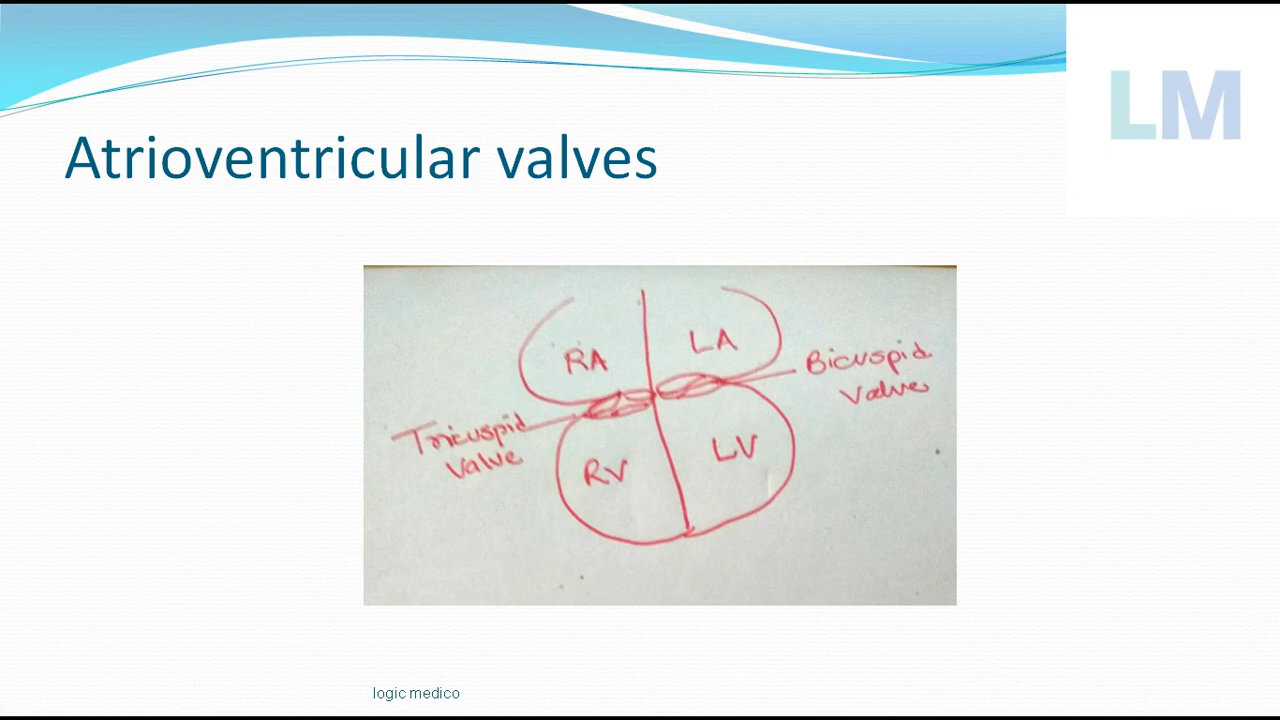 LM
Atrioventricular valves
RA
LA
Bicuspid
valve
Tricuspid
valve
RV
LV
logic medico